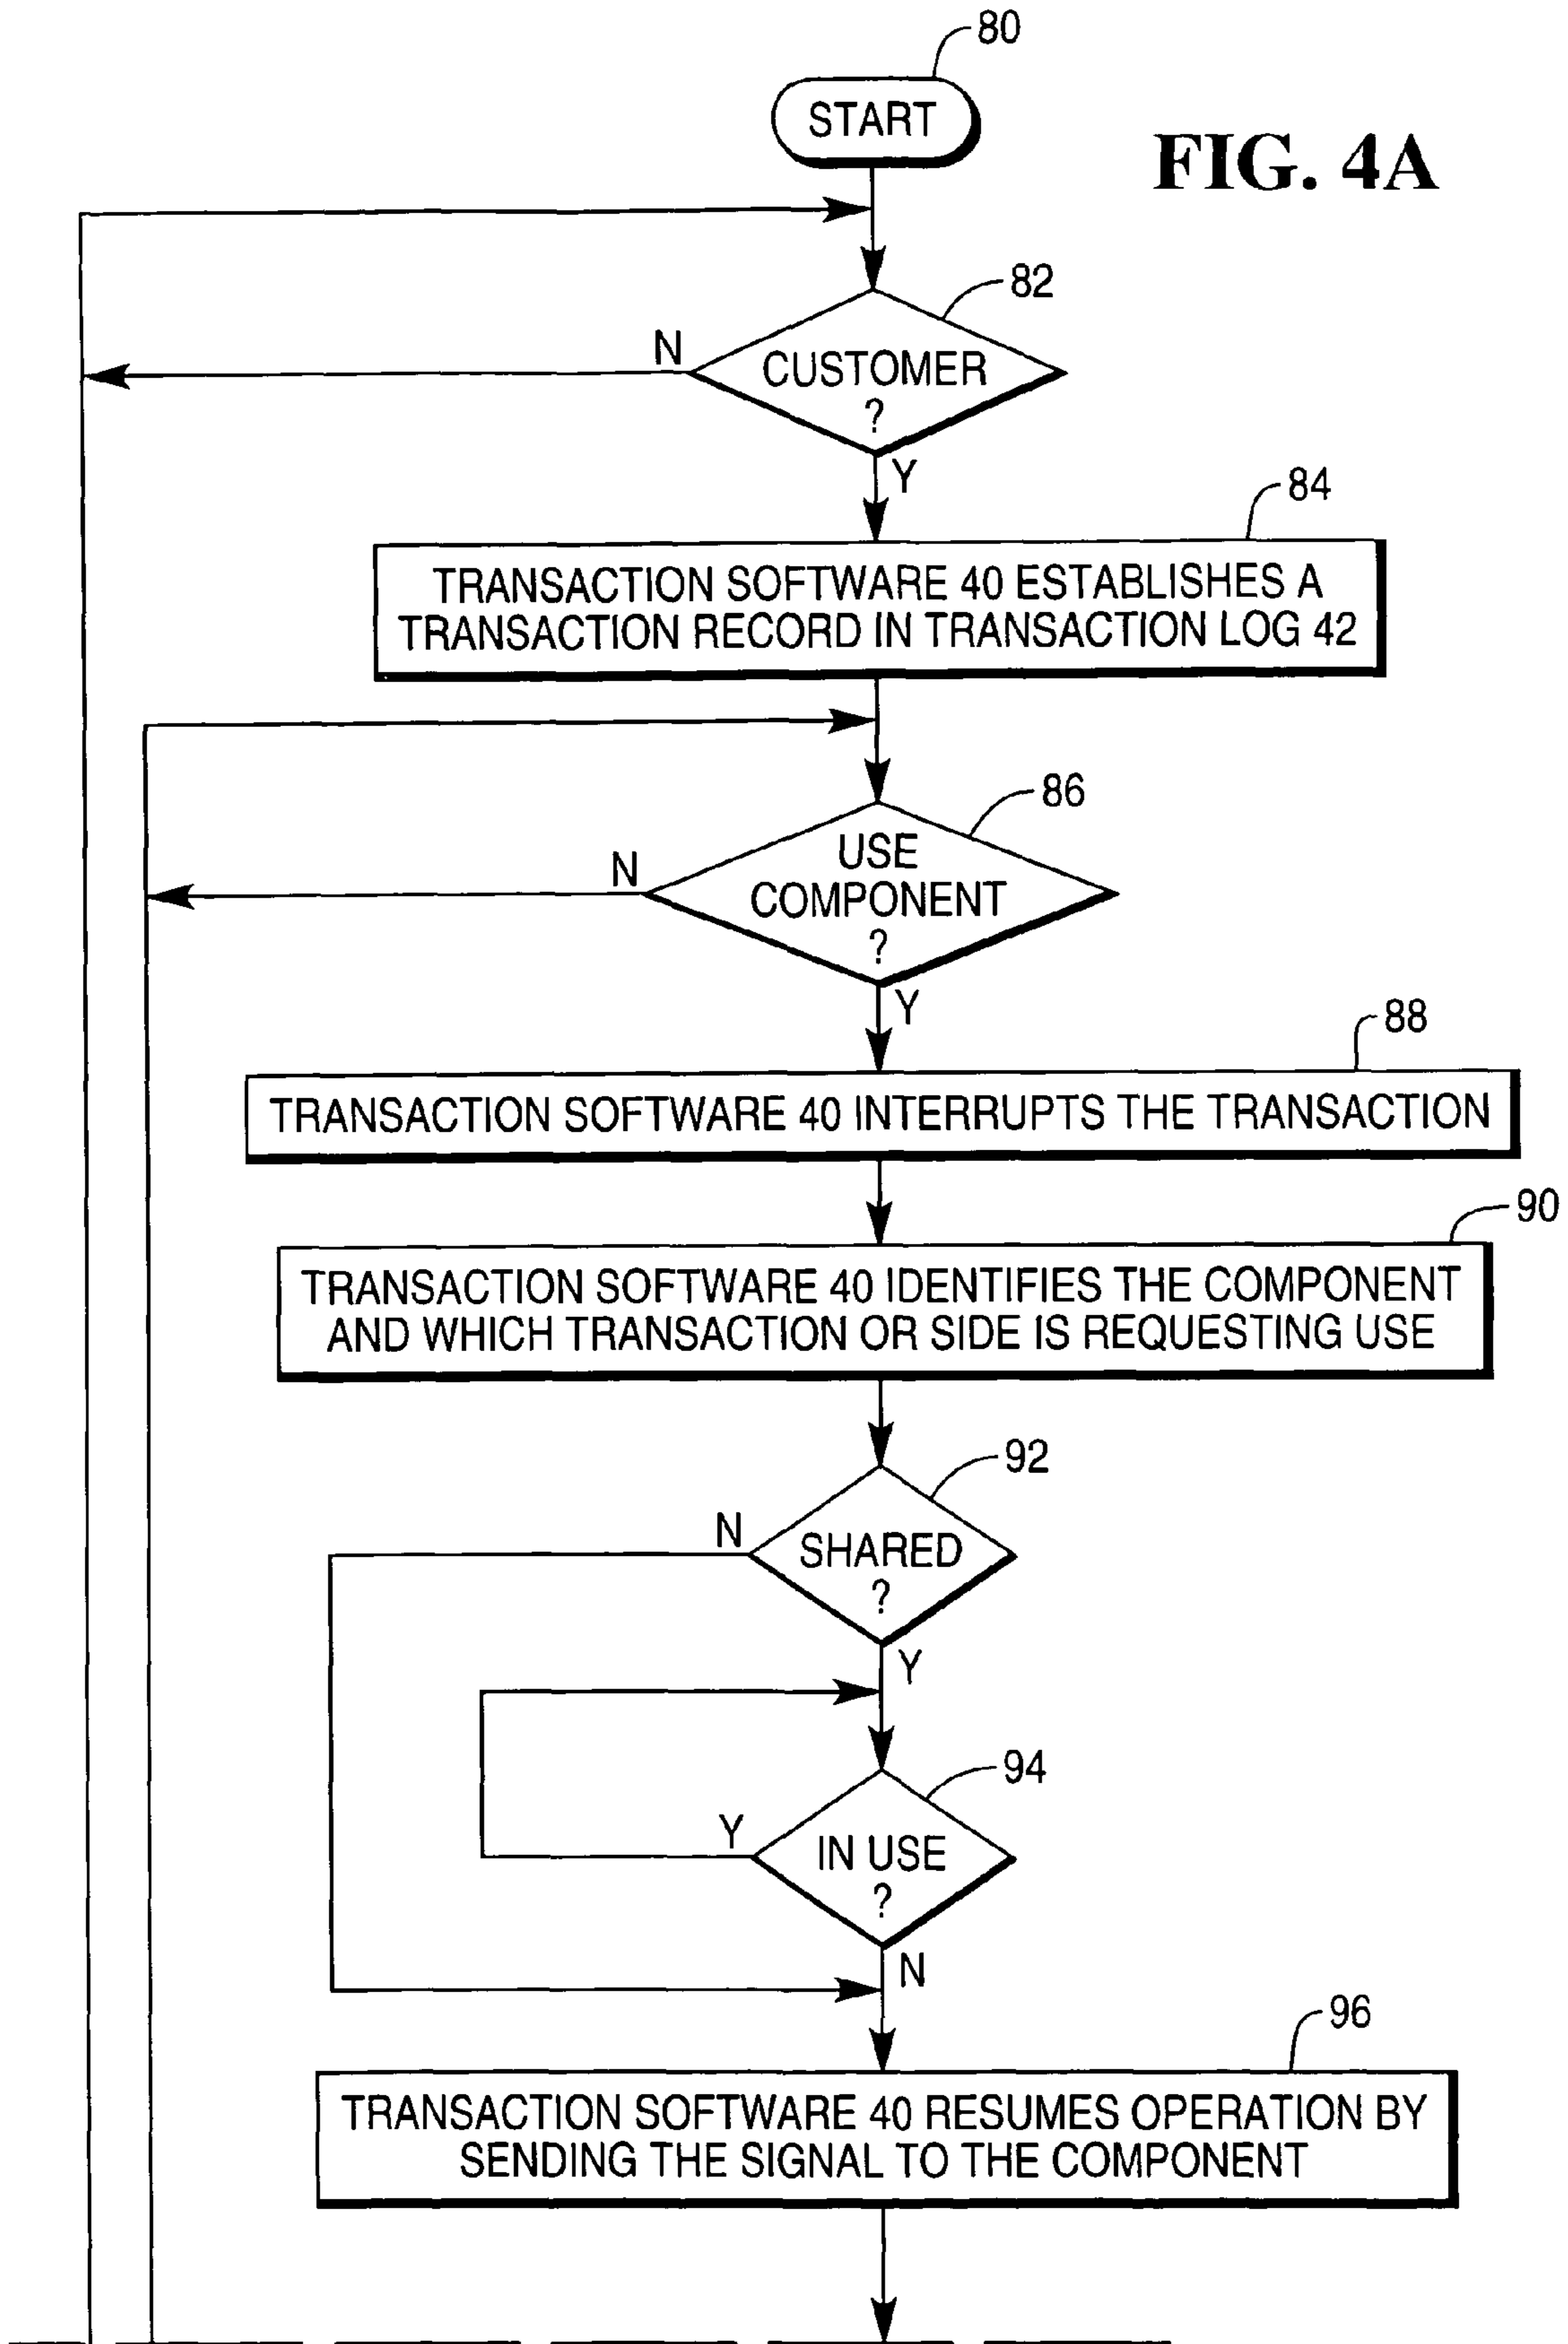 80
START
FIG. 4A
82
N
CUSTOMER
?
Y
84
TRANSACTION SOFTWARE 40 ESTABLISHES A
TRANSACTION RECORD IN TRANSACTION LOG 42
86
N
USE
COMPONENT
?
Y
88
TRANSACTION SOFTWARE 40 INTERRUPTS THE TRANSACTION
90
TRANSACTION SOFTWARE 40 IDENTIFIES THE COMPONENT
AND WHICH TRANSACTION OR SIDE IS REQUESTING USE
92
N
SHARED
?
Y
94
Y
IN USE
?
N
96
TRANSACTION SOFTWARE 40 RESUMES OPERATION BY
SENDING THE SIGNAL TO THE COMPONENT